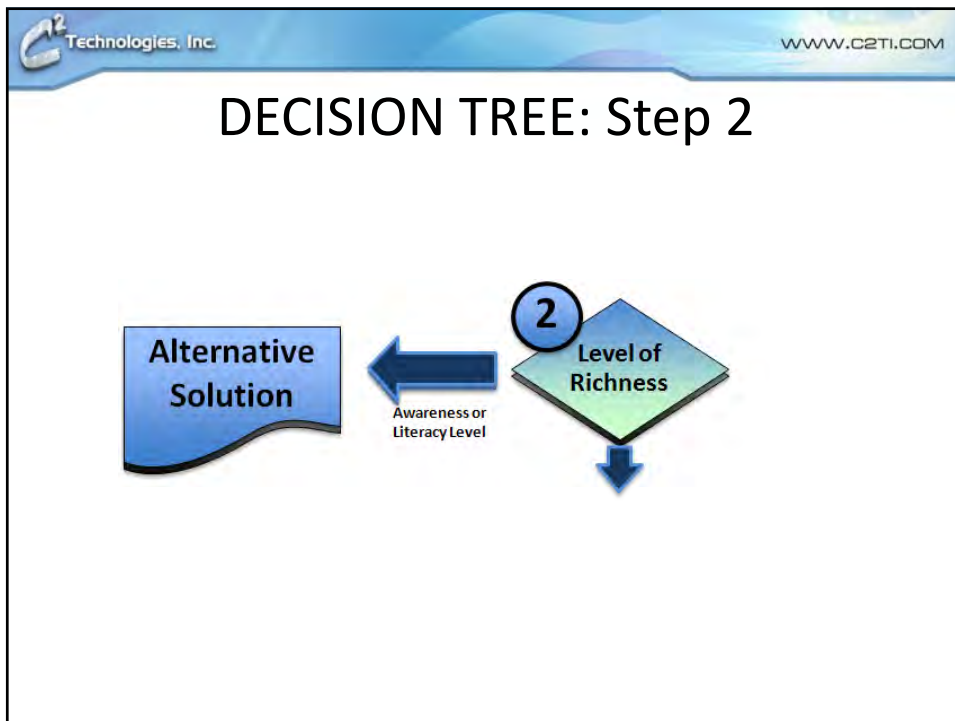 C² Technologies, Inc.
WWW.C2TI.COM
DECISION TREE: Step 2
2
Level of
Richness
Alternative
Solution
Awareness or
Literacy Level